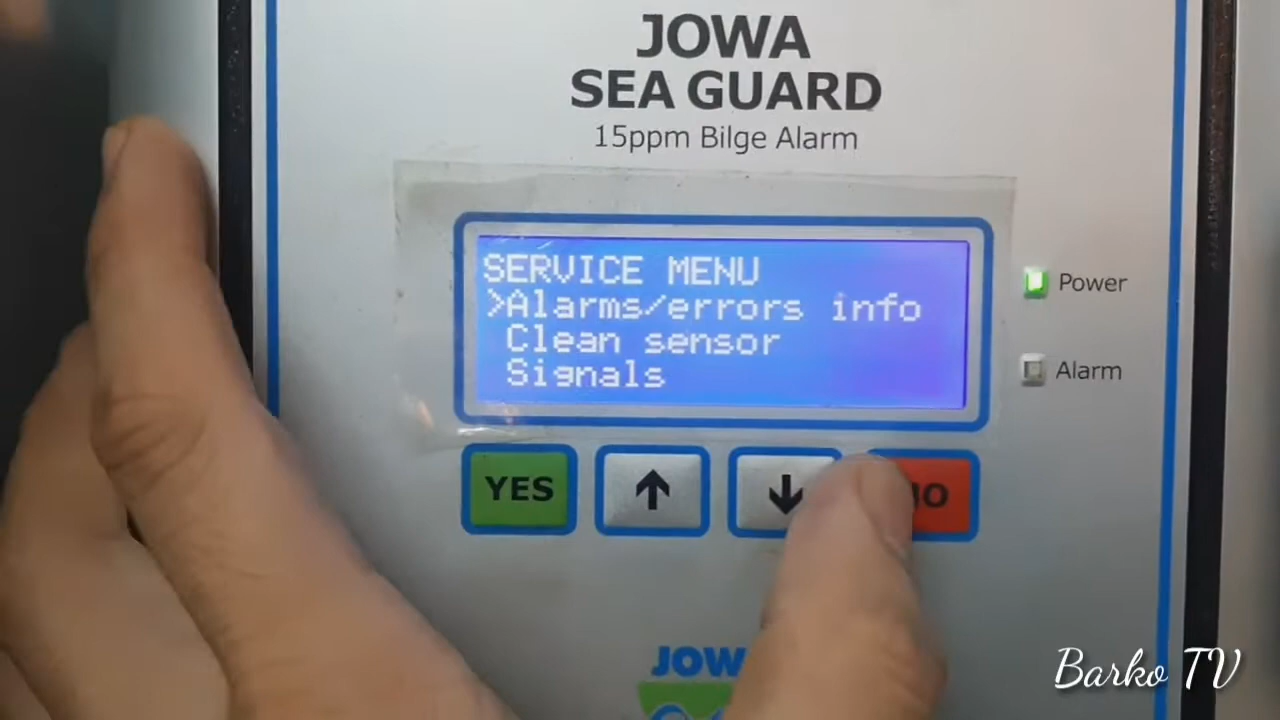 JOWA
SEA GUARD
15ppm Bilge Alarm
SERVICE MENU
>Alarms/errors info
Clean sensor
Signals
Power
Alarm
YES ↑ ↓
JOW
Barko TV